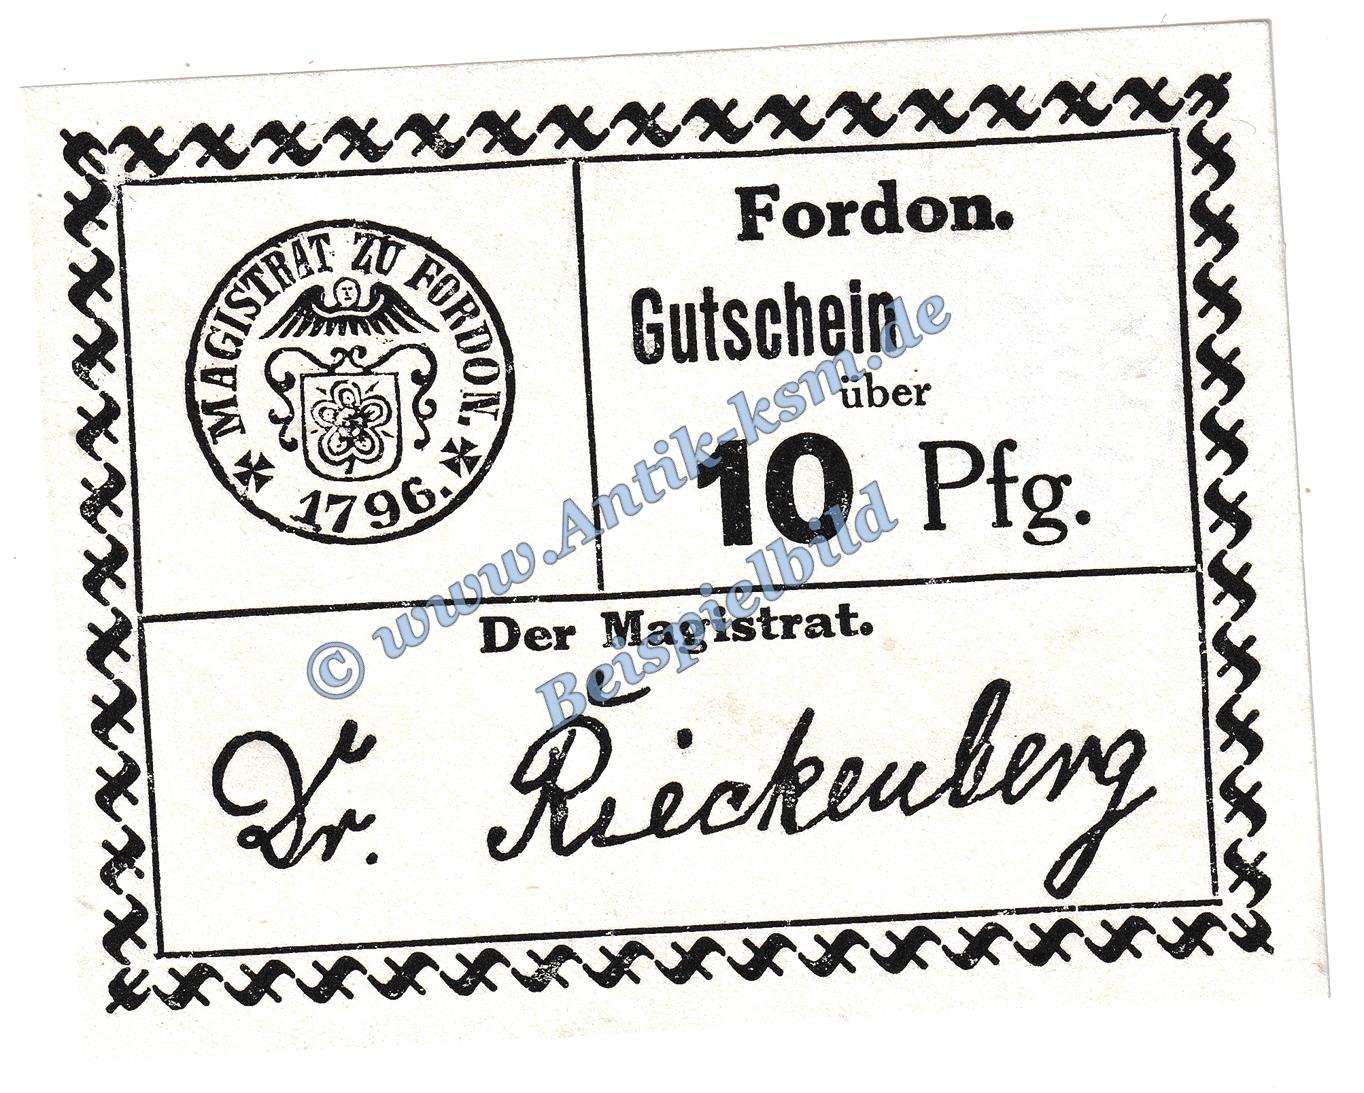 MAGISTRAT ZU FORDON.
1796.
Fordon.
Gutschein
über
10 Pfg.
Der Magistrat.
Dr. Rieckenberg
© www.Antik-ksm.de
Beispielbild